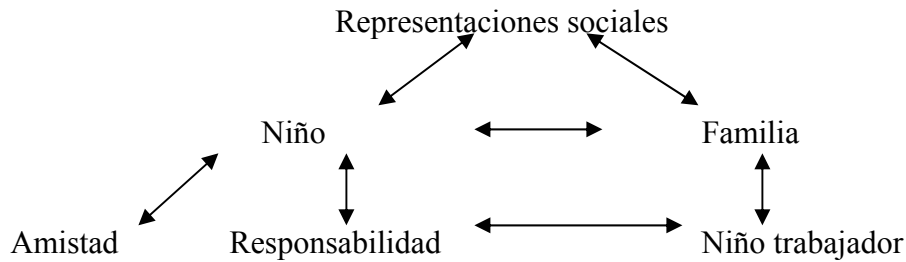 Representaciones sociales
Niño Familia
Amistad Responsabilidad Niño trabajador